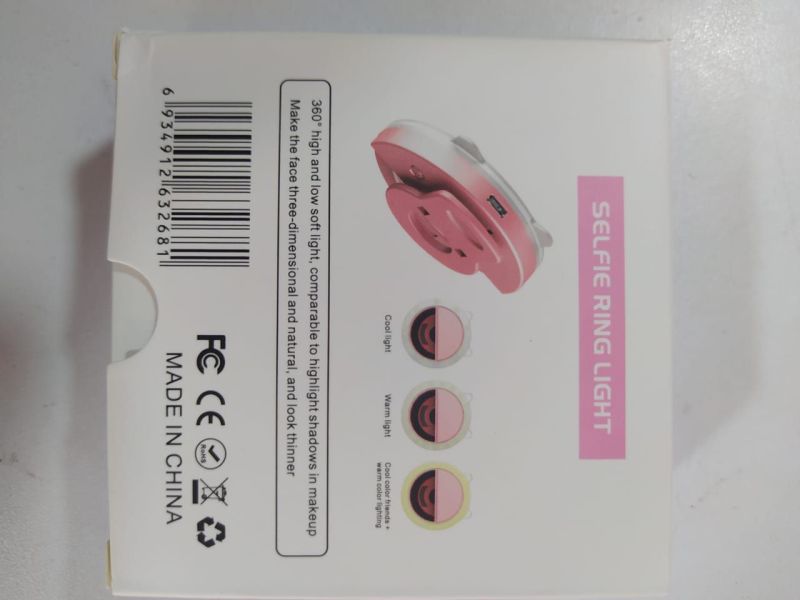 SELFIE RING LIGHT
Cool light
Warm light
Cool color friends +
warm color lighting
360° high and low soft light, comparable to highlight shadows in makeup
Make the face three-dimensional and natural, and look thinner
6 934912 632681
FC CE RoHS
MADE IN CHINA